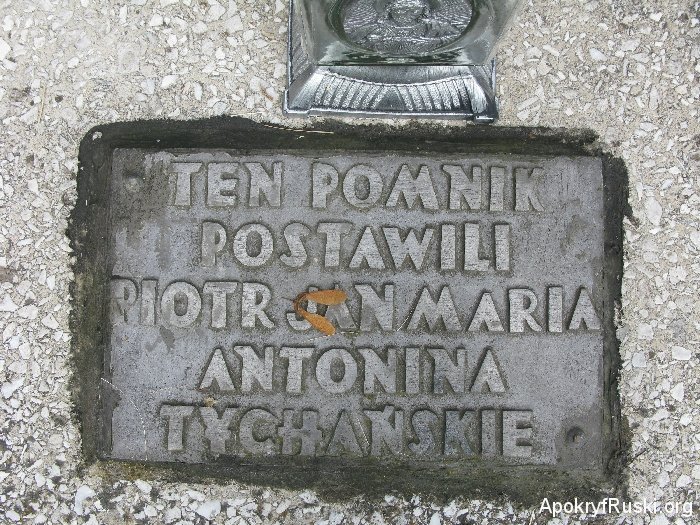 TEN POMNIK
POSTAWILI
PIOTR JAN MARIA
ANTONINA
TYCHAŃSKIE
ApokryfRuski.org